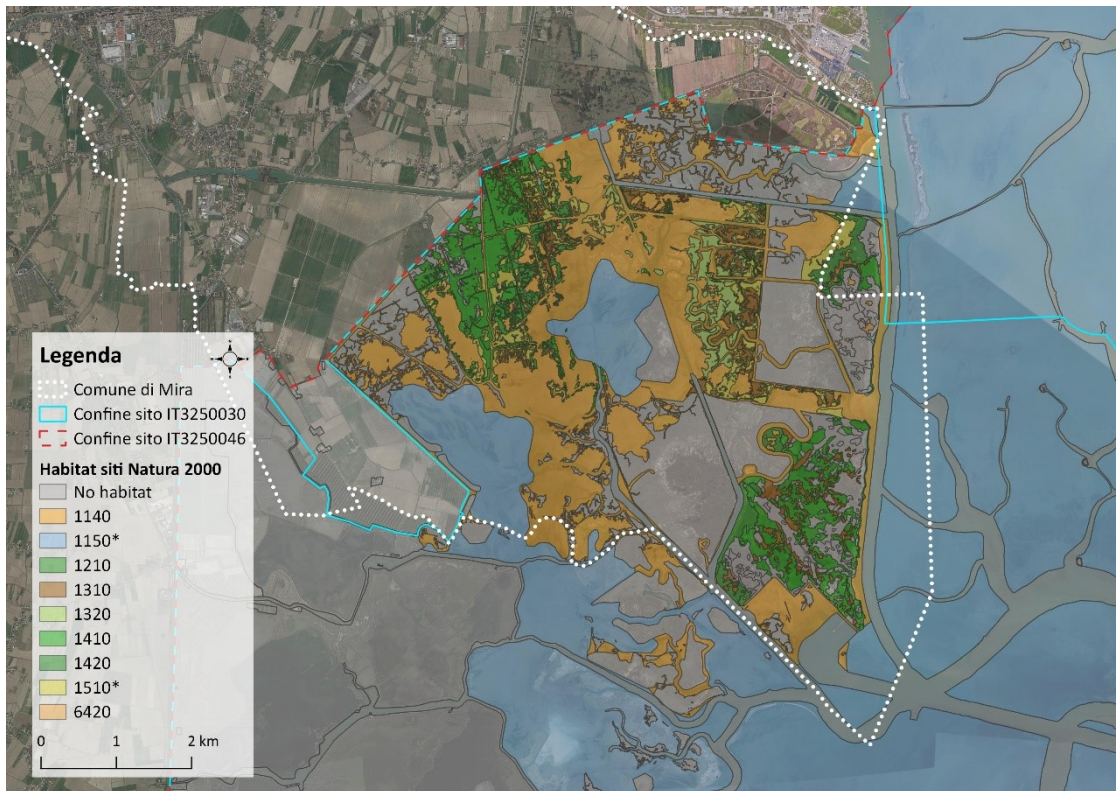 Legenda
Comune di Mira
Confine sito IT3250030
Confine sito IT3250046
Habitat siti Natura 2000
No habitat
1140
1150*
1210
1310
1320
1410
1420
1510*
6420
0 1 2 km